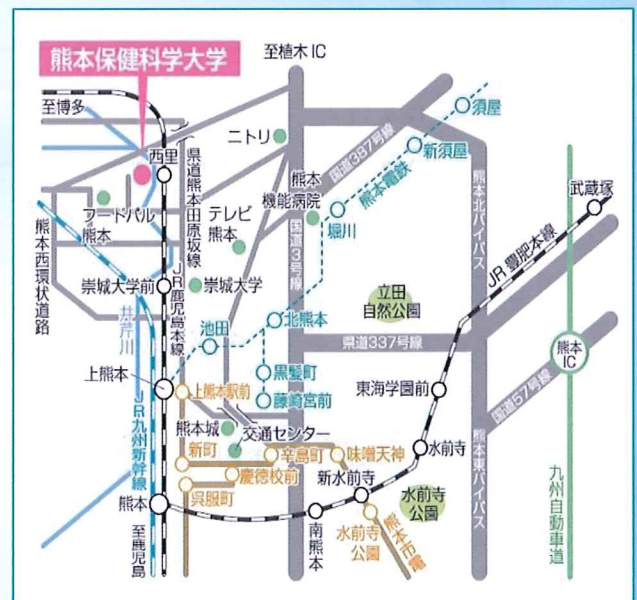 熊本保健科学大学
至植木IC
至博多
ニトリ
須屋
新須屋
国道387号線
熊本電鉄
西里
県道熊本田原坂線
熊本
機能病院
堀川
武蔵塚
フードパル
熊本
テレビ
熊本
国道3号線
熊本北バイパス
JR豊肥本線
熊本西環状道路
崇城大学前
崇城大学
JR鹿児島本線
井芹川
立田
自然公園
池田
北熊本
県道337号線
熊本
IC
上熊本
上熊本駅前
黒髪町
藤崎宮前
東海学園前
国道57号線
JR九州新幹線
熊本城
交通センター
新町
辛島町
味噌天神
水前寺
熊本東バイパス
慶徳校前
新水前寺
呉服町
水前寺
公園
熊本
至鹿児島
南熊本
水前寺
公園
熊本市電
九州自動車道